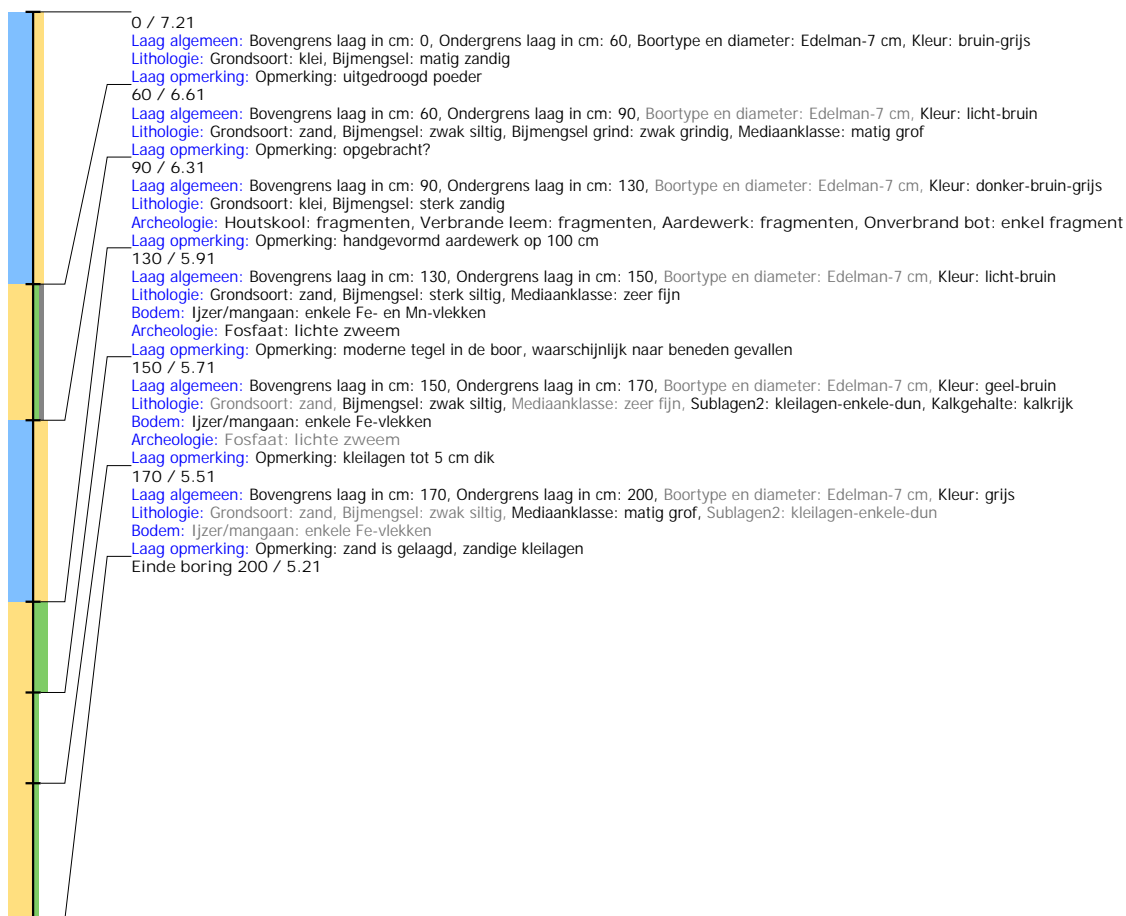 0 / 7.21
Laag algemeen: Bovengrens laag in cm: 0, Ondergrens laag in cm: 60, Boortype en diameter: Edelman-7 cm, Kleur: bruin-grijs
Lithologie: Grondsoort: klei, Bijmengsel: matig zandig
Laag opmerking: Opmerking: uitgedroogd poeder
60 / 6.61
Laag algemeen: Bovengrens laag in cm: 60, Ondergrens laag in cm: 90, Boortype en diameter: Edelman-7 cm, Kleur: licht-bruin
Lithologie: Grondsoort: zand, Bijmengsel: zwak siltig, Bijmengsel grind: zwak grindig, Mediaanklasse: matig grof
Laag opmerking: Opmerking: opgebracht?
90 / 6.31
Laag algemeen: Bovengrens laag in cm: 90, Ondergrens laag in cm: 130, Boortype en diameter: Edelman-7 cm, Kleur: donker-bruin-grijs
Lithologie: Grondsoort: klei, Bijmengsel: sterk zandig
Archeologie: Houtskool: fragmenten, Verbrande leem: fragmenten, Aardewerk: fragmenten, Onverbrand bot: enkel fragment
Laag opmerking: Opmerking: handgevormd aardewerk op 100 cm
130 / 5.91
Laag algemeen: Bovengrens laag in cm: 130, Ondergrens laag in cm: 150, Boortype en diameter: Edelman-7 cm, Kleur: licht-bruin
Lithologie: Grondsoort: zand, Bijmengsel: sterk siltig, Mediaanklasse: zeer fijn
Bodem: Ijzer/mangaan: enkele Fe- en Mn-vlekken
Archeologie: Fosfaat: lichte zweem
Laag opmerking: Opmerking: moderne tegel in de boor, waarschijnlijk naar beneden gevallen
150 / 5.71
Laag algemeen: Bovengrens laag in cm: 150, Ondergrens laag in cm: 170, Boortype en diameter: Edelman-7 cm, Kleur: geel-bruin
Lithologie: Grondsoort: zand, Bijmengsel: zwak siltig, Mediaanklasse: zeer fijn, Sublagen2: kleilagen-enkele-dun, Kalkgehalte: kalkrijk
Bodem: Ijzer/mangaan: enkele Fe-vlekken
Archeologie: Fosfaat: lichte zweem
Laag opmerking: Opmerking: kleilagen tot 5 cm dik
170 / 5.51
Laag algemeen: Bovengrens laag in cm: 170, Ondergrens laag in cm: 200, Boortype en diameter: Edelman-7 cm, Kleur: grijs
Lithologie: Grondsoort: zand, Bijmengsel: zwak siltig, Mediaanklasse: matig grof, Sublagen2: kleilagen-enkele-dun
Bodem: Ijzer/mangaan: enkele Fe-vlekken
Laag opmerking: Opmerking: zand is gelaagd, zandige kleilagen
Einde boring 200 / 5.21